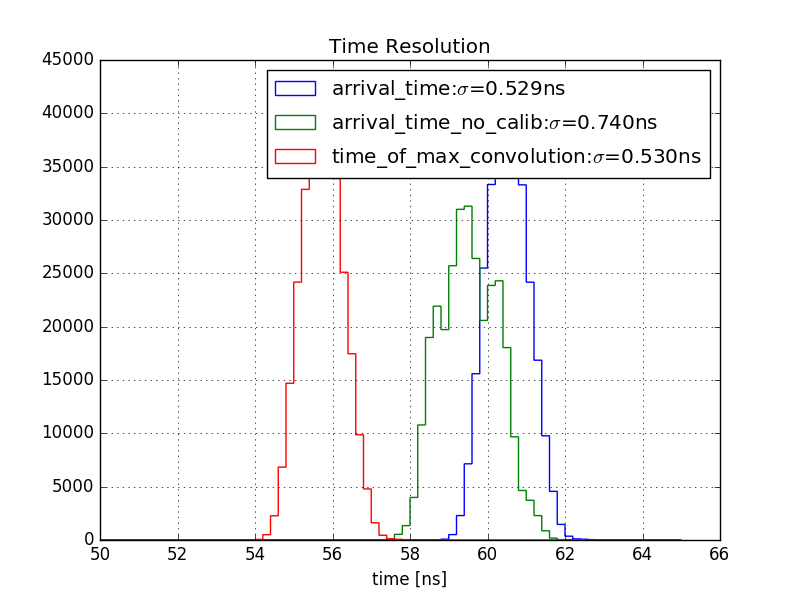 Time Resolution
45000
40000
35000
30000
25000
20000
15000
10000
5000
0
arrival_time:σ=0.529ns
arrival_time_no_calib:σ=0.740ns
time_of_max_convolution:σ=0.530ns
50 52 54 56 58 60 62 64 66
time [ns]